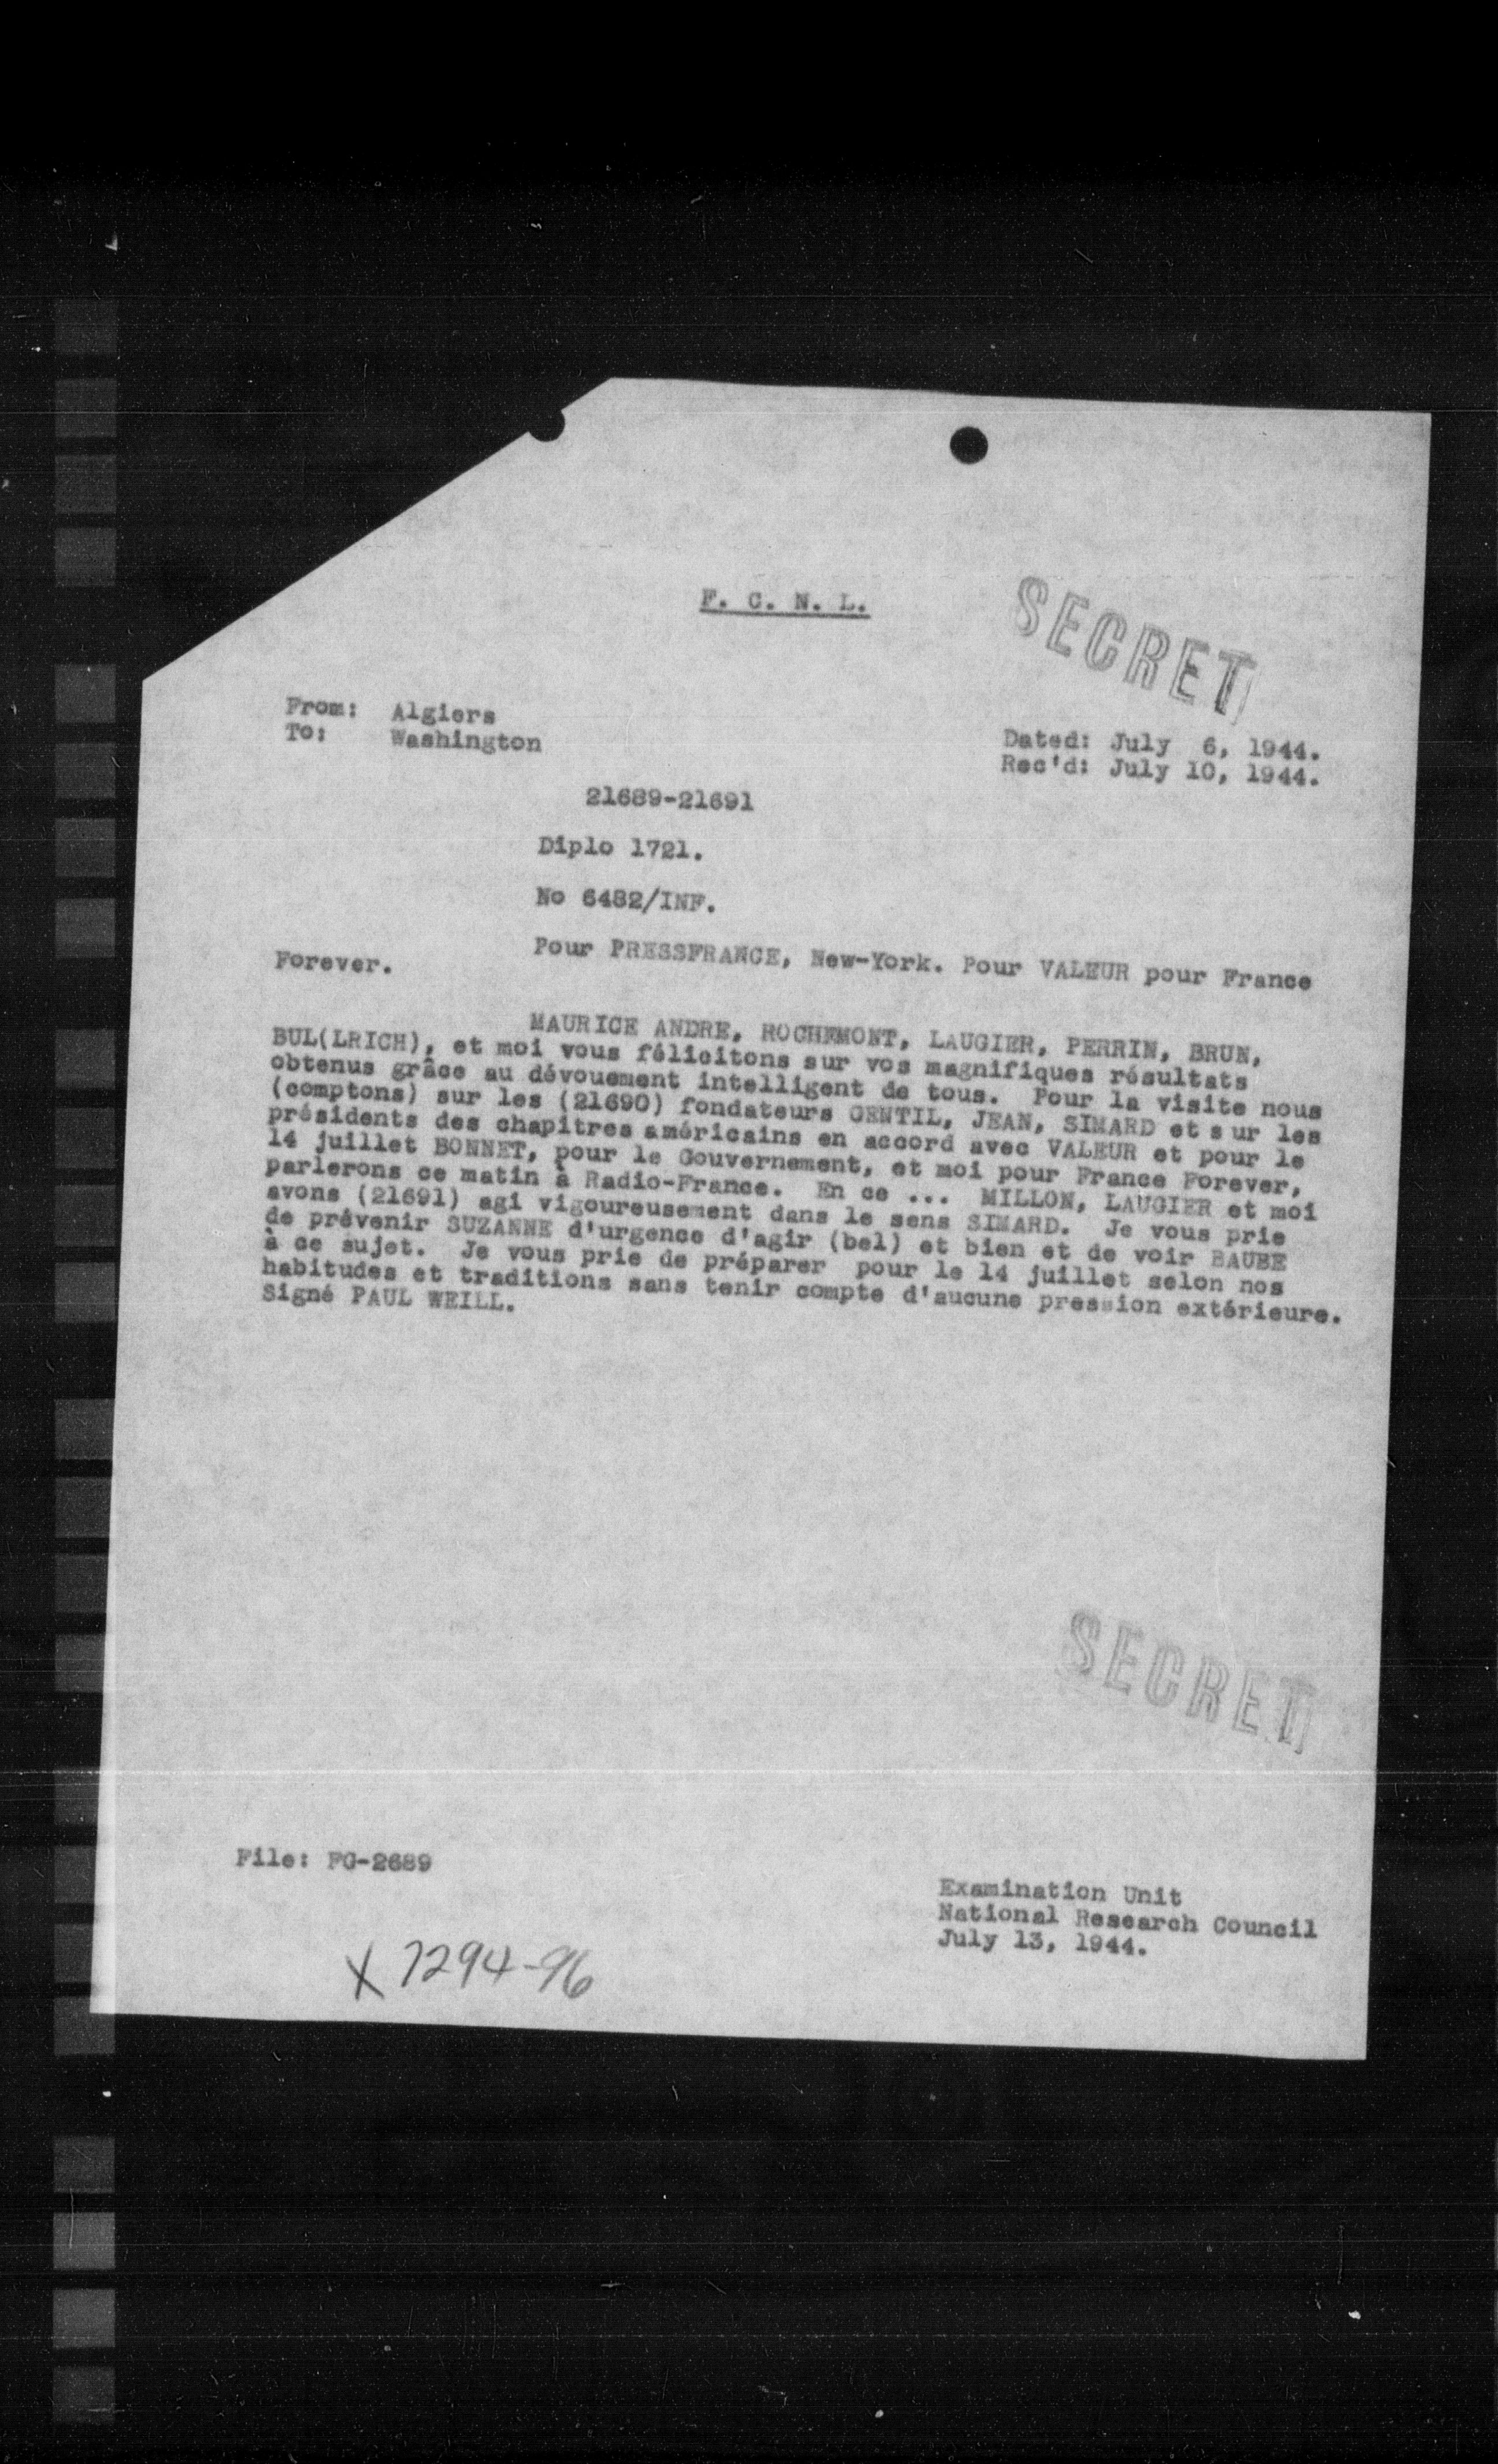 F. C. N. L.
SECRET
From: Algiers
To: Washington
Dated: July 6, 1944.
Rec'd: July 10, 1944.
21689-21691
Diplo 1721.
No 6482/INF.
Pour PRESSFRANCE, New-York. Pour VALEUR pour France
Forever.
MAURICE ANDRE, ROCHEMONT, LAUGIER, PERRIN, BRUN,
BUL(LRICH), et moi vous félicitons sur vos magnifiques résultats
obtenus grâce au dévouement intelligent de tous. Pour la visite nous
(comptons) sur les (21690) fondateurs GENTIL, JEAN, SIMARD et sur les
présidents des chapitres américains en accord avec VALEUR et pour le
14 juillet BONNET, pour le Gouvernement, et moi pour France Forever,
parlerons ce matin à Radio-France. En ce ... MILLON, LAUGIER et moi
avons (21691) agi vigoureusement dans le sens SIMARD. Je vous prie
de prévenir SUZANNE d'urgence d'agir (bel) et bien et de voir BAUBE
à ce sujet. Je vous prie de préparer pour le 14 juillet selon nos
habitudes et traditions sans tenir compte d'aucune pression extérieure.
Signé PAUL WEILL.
SECRET
File: FG-2689
Examination Unit
National Research Council
July 13, 1944.
X 7294-96